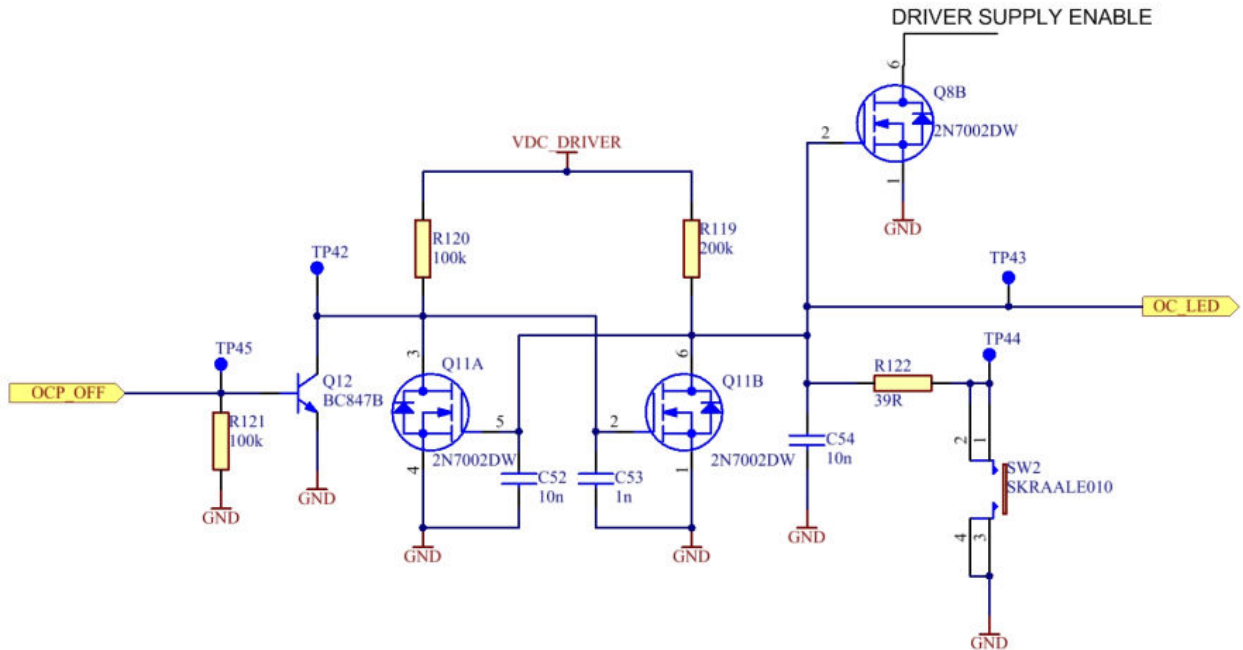 DRIVER SUPPLY ENABLE
6
Q8B
2N7002DW
2
1
GND
VDC_DRIVER
R120
100k
R119
200k
TP42
TP43
OC_LED
TP45
OCP_OFF
Q12
BC847B
R121
100k
GND
GND
3
Q11A
5
2N7002DW
4
C52
10n
GND
6
Q11B
2
2N7002DW
1
C53
1n
GND
C54
10n
GND
R122
39R
TP44
2
1
SW2
SKRAALE010
4
3
GND